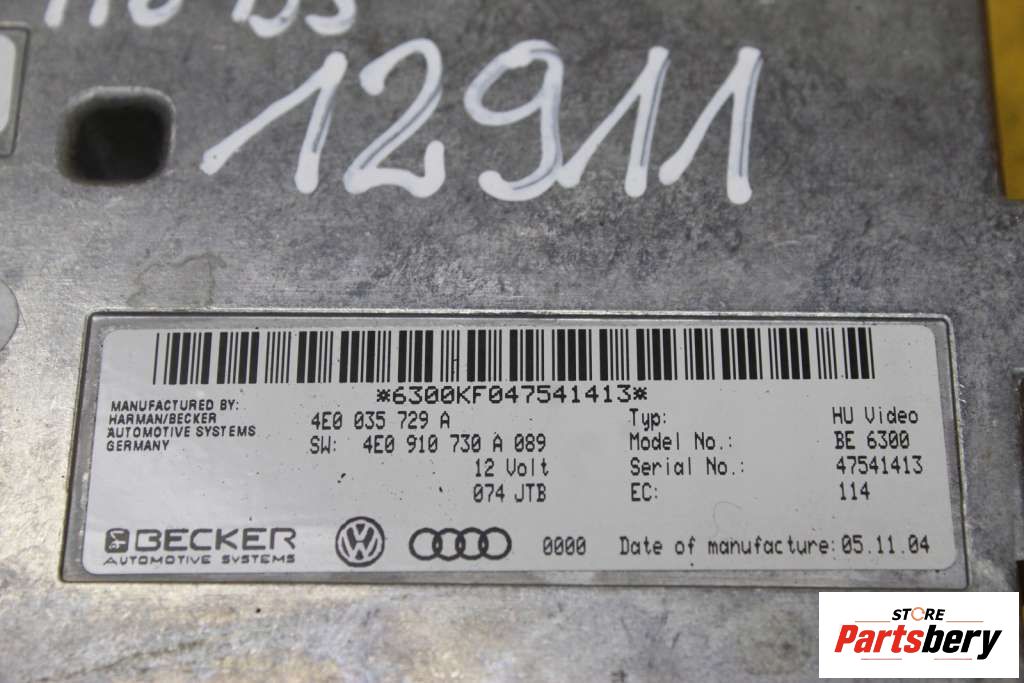 12911
*6300KF047541413*
MANUFACTURED BY:
HARMAN/BECKER
AUTOMOTIVE SYSTEMS
GERMANY
4E0 035 729 A
SW: 4E0 910 730 A 089
12 Volt
074 JTB
Typ: HU Video
Model No.: BE 6300
Serial No.: 47541413
EC: 114
BECKER
AUTOMOTIVE SYSTEMS
0000 Date of manufacture: 05.11.04
STORE
Partsbery